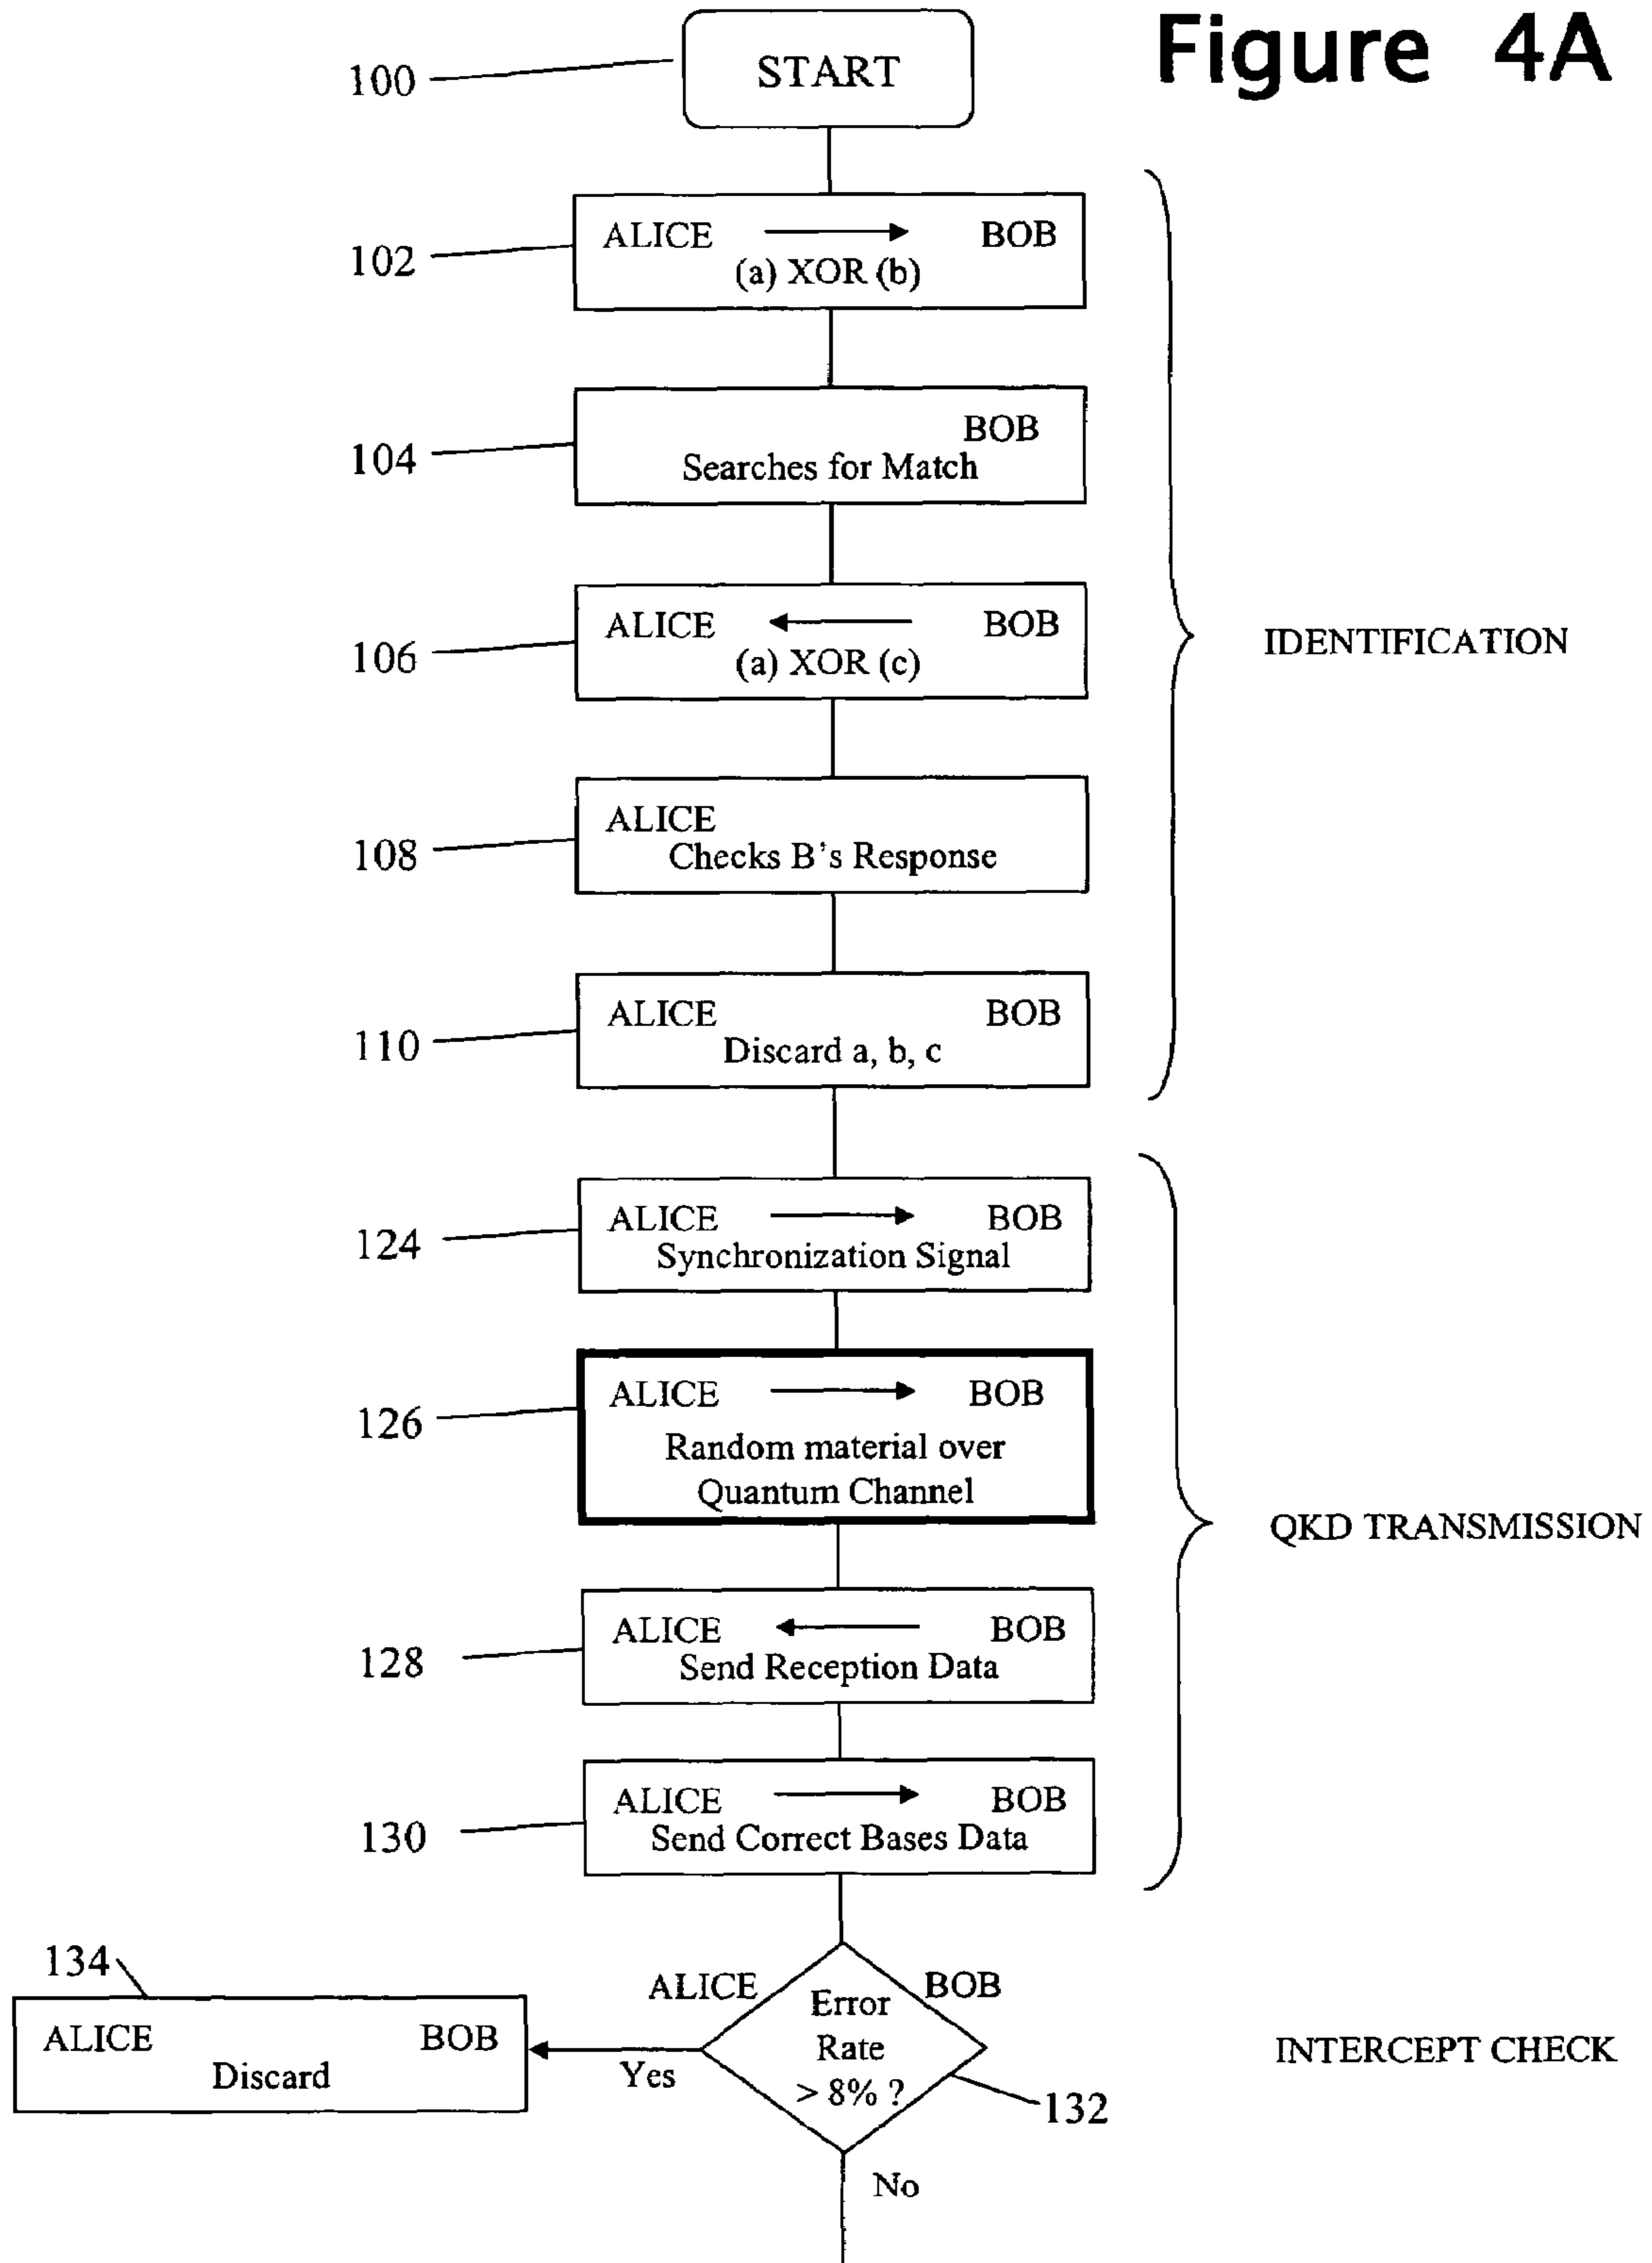 Figure 4A
100
START
102
ALICE BOB
(a) XOR (b)
104
BOB
Searches for Match
106
ALICE BOB
(a) XOR (c)
IDENTIFICATION
108
ALICE
Checks B's Response
110
ALICE BOB
Discard a, b, c
124
ALICE BOB
Synchronization Signal
126
ALICE BOB
Random material over
Quantum Channel
QKD TRANSMISSION
128
ALICE BOB
Send Reception Data
130
ALICE BOB
Send Correct Bases Data
134
ALICE BOB
Discard
Yes
ALICE BOB
Error
Rate
> 8% ?
132
INTERCEPT CHECK
No